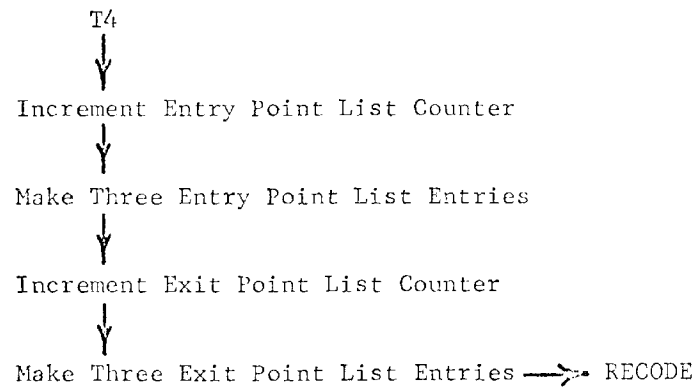 T4
Increment Entry Point List Counter
Make Three Entry Point List Entries
Increment Exit Point List Counter
Make Three Exit Point List Entries → RECODE